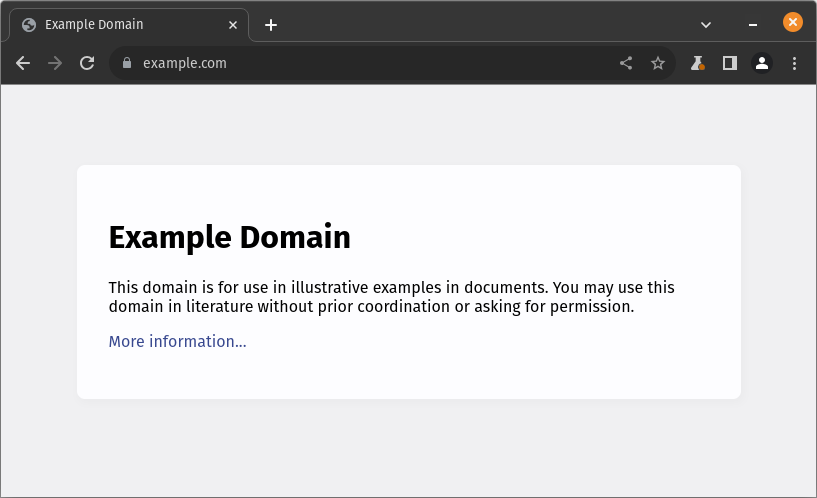 Example Domain
example.com
Example Domain
This domain is for use in illustrative examples in documents. You may use this
domain in literature without prior coordination or asking for permission.
More information...